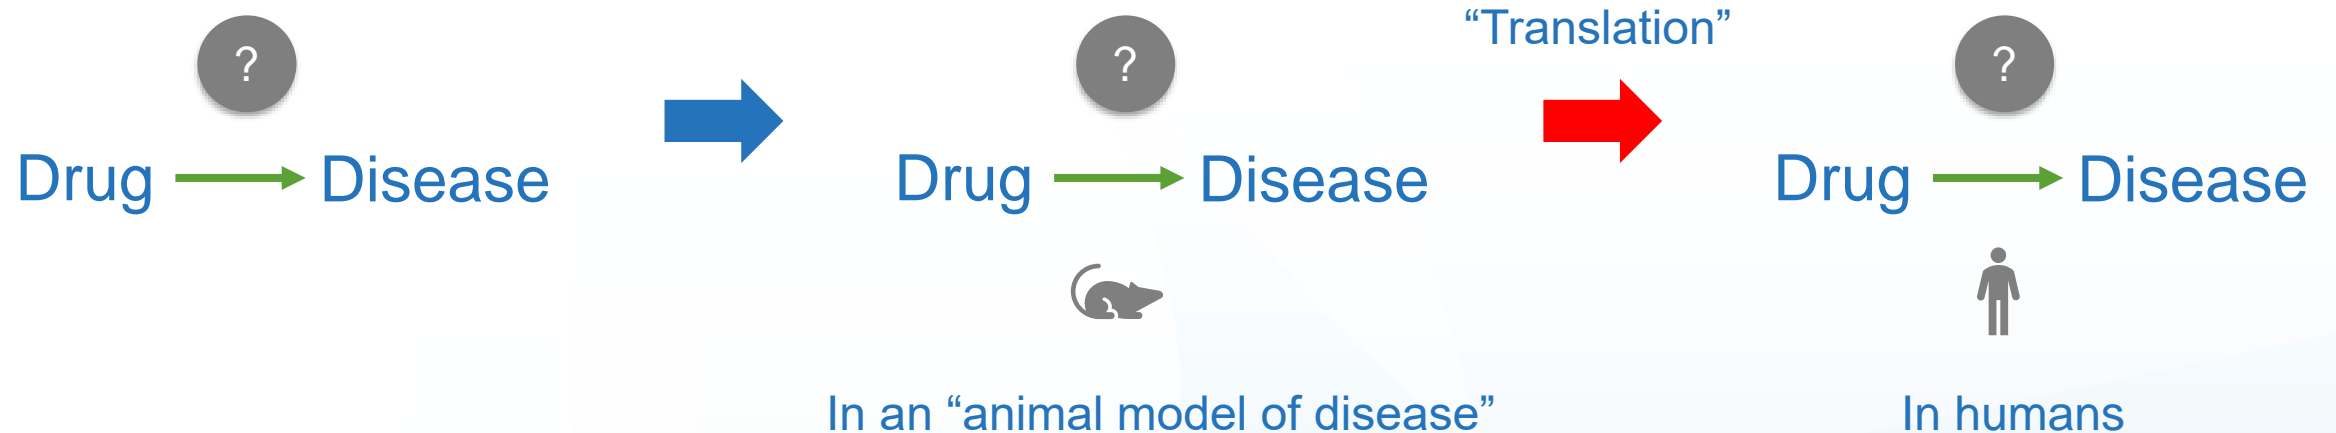 “Translation”
? ? ?
Drug Disease Drug Disease Drug Disease
In an “animal model of disease” In humans